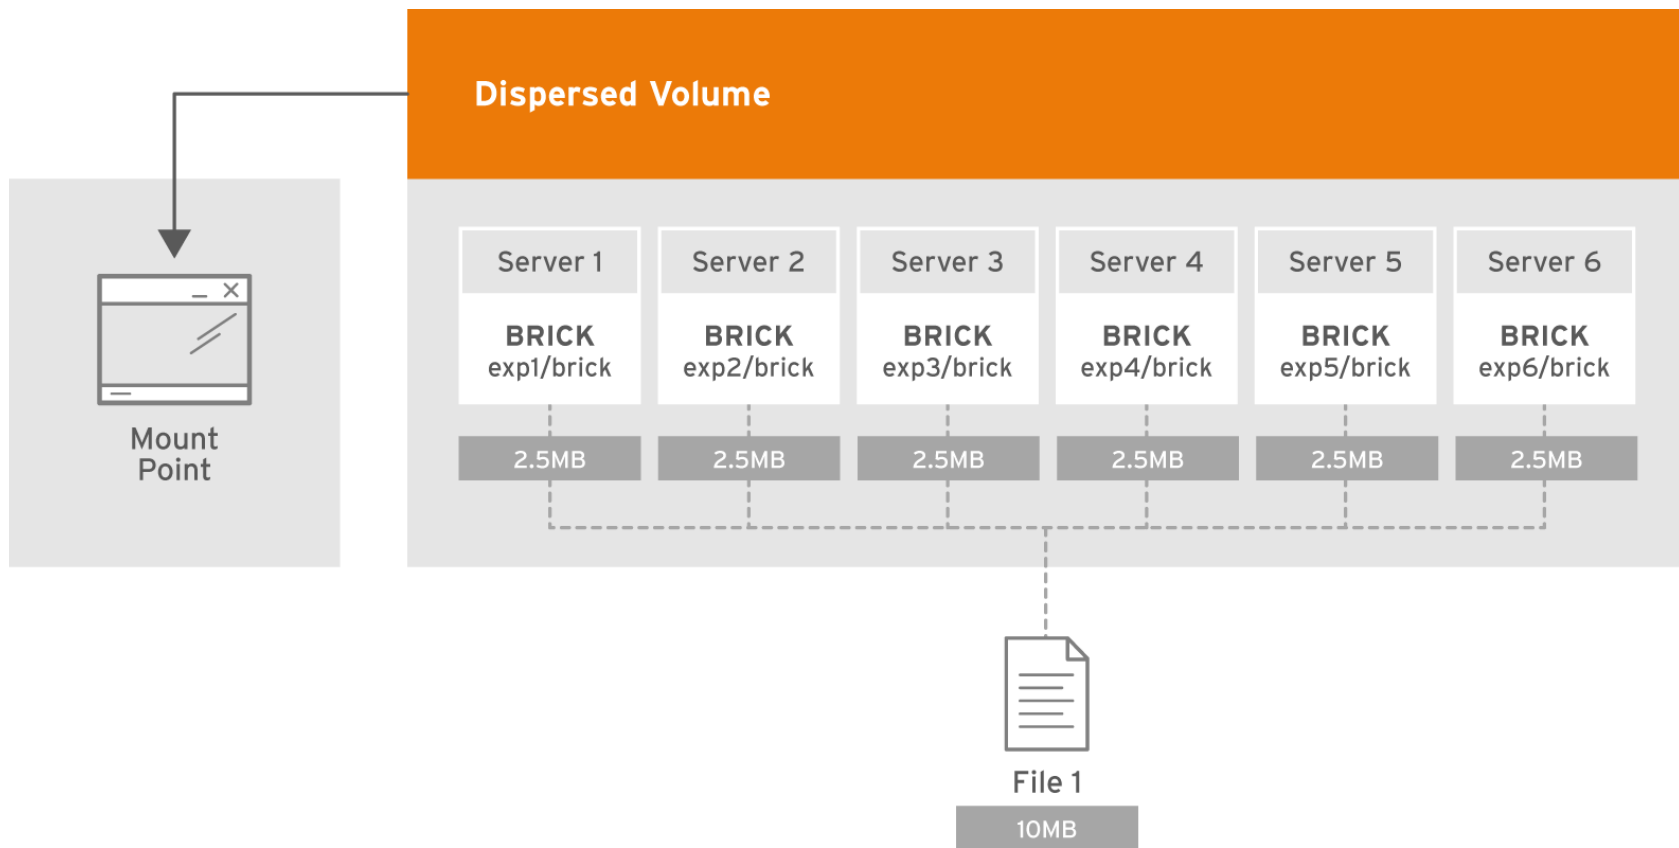 Dispersed Volume
Server 1
Server 2
Server 3
Server 4
Server 5
Server 6
BRICK
exp1/brick
BRICK
exp2/brick
BRICK
exp3/brick
BRICK
exp4/brick
BRICK
exp5/brick
BRICK
exp6/brick
2.5MB
2.5MB
2.5MB
2.5MB
2.5MB
2.5MB
Mount
Point
File 1
10MB